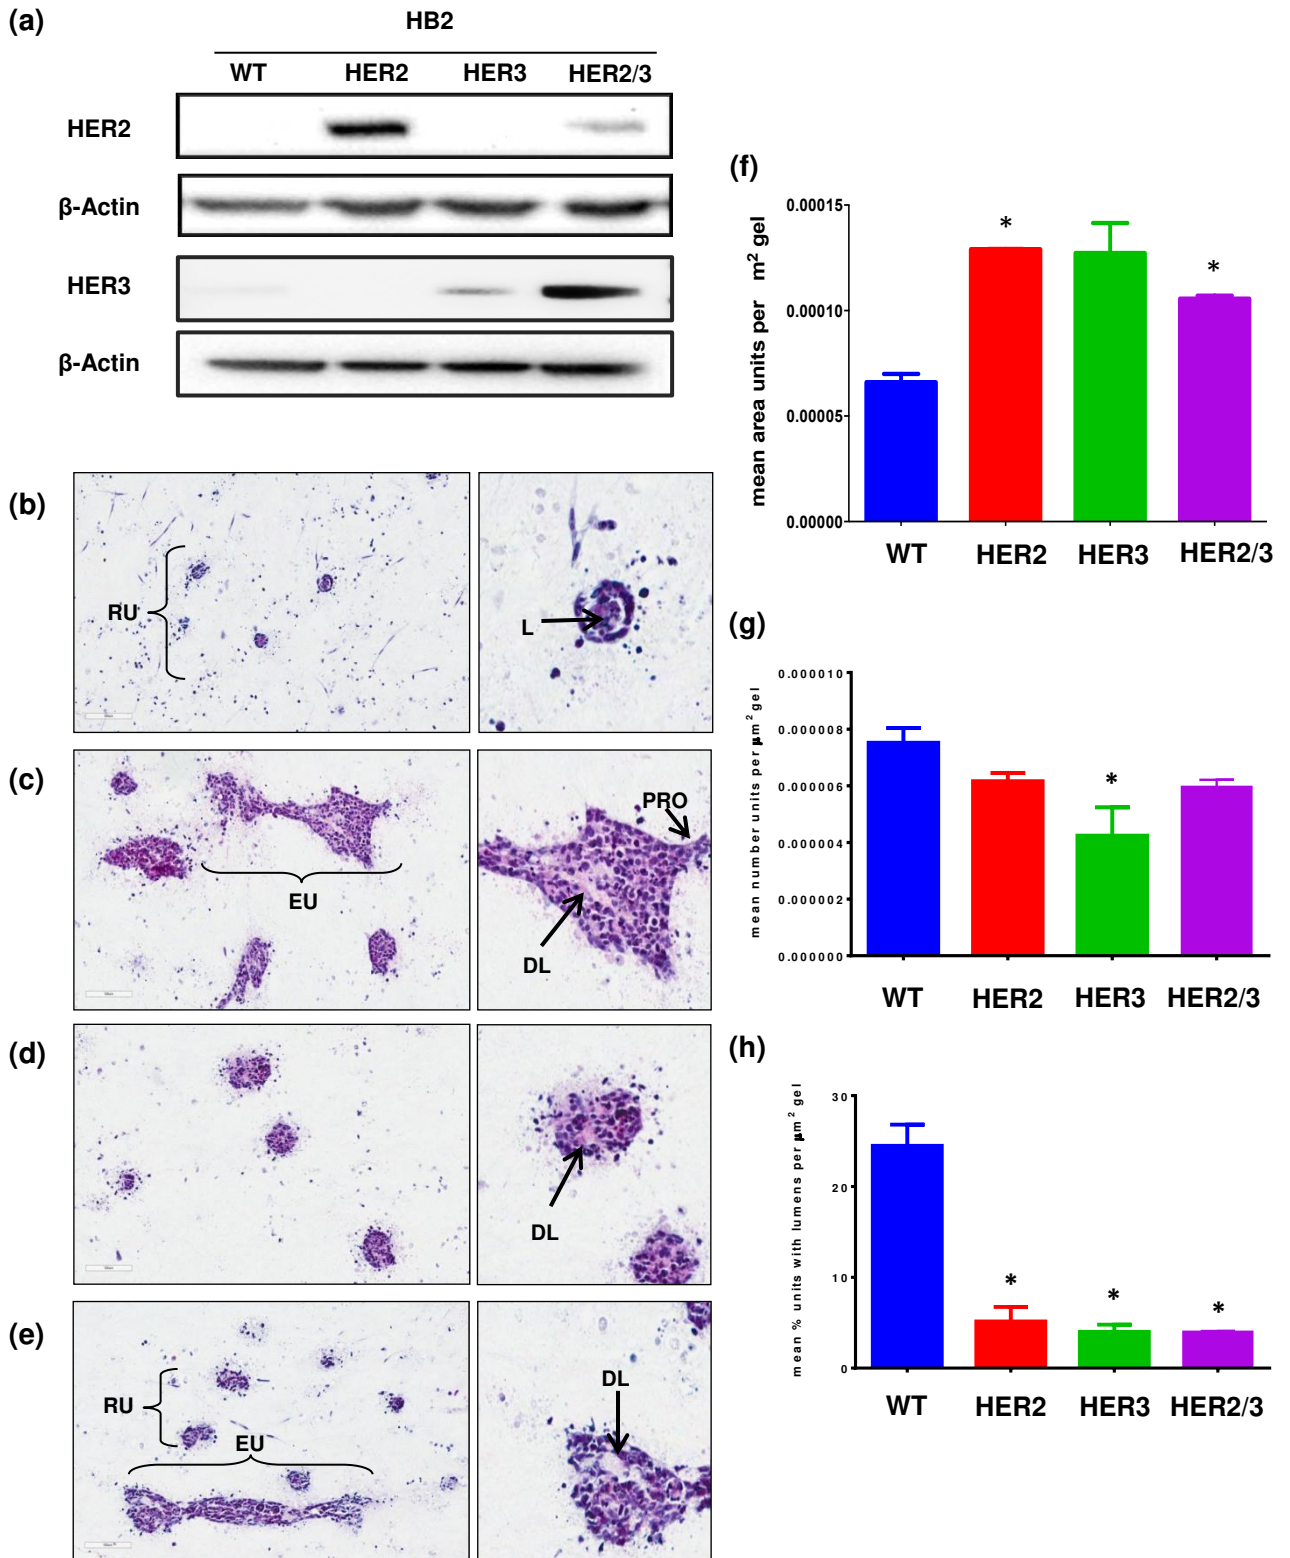 (a)
HB2
WT HER2 HER3 HER2/3
HER2
β-Actin
HER3
β-Actin
(b)
RU
L
(c)
EU
PRO
DL
(d)
DL
(e)
RU
EU
DL
(f)
mean area units per m² gel
0.00015
0.00010
0.00005
0.00000
*
*
WT HER2 HER3 HER2/3
(g)
mean number units per µm² gel
0.000010
0.000008
0.000006
0.000004
0.000002
0.000000
*
WT HER2 HER3 HER2/3
(h)
mean % units with lumens per µm² gel
30
20
10
0
*
*
*
WT HER2 HER3 HER2/3